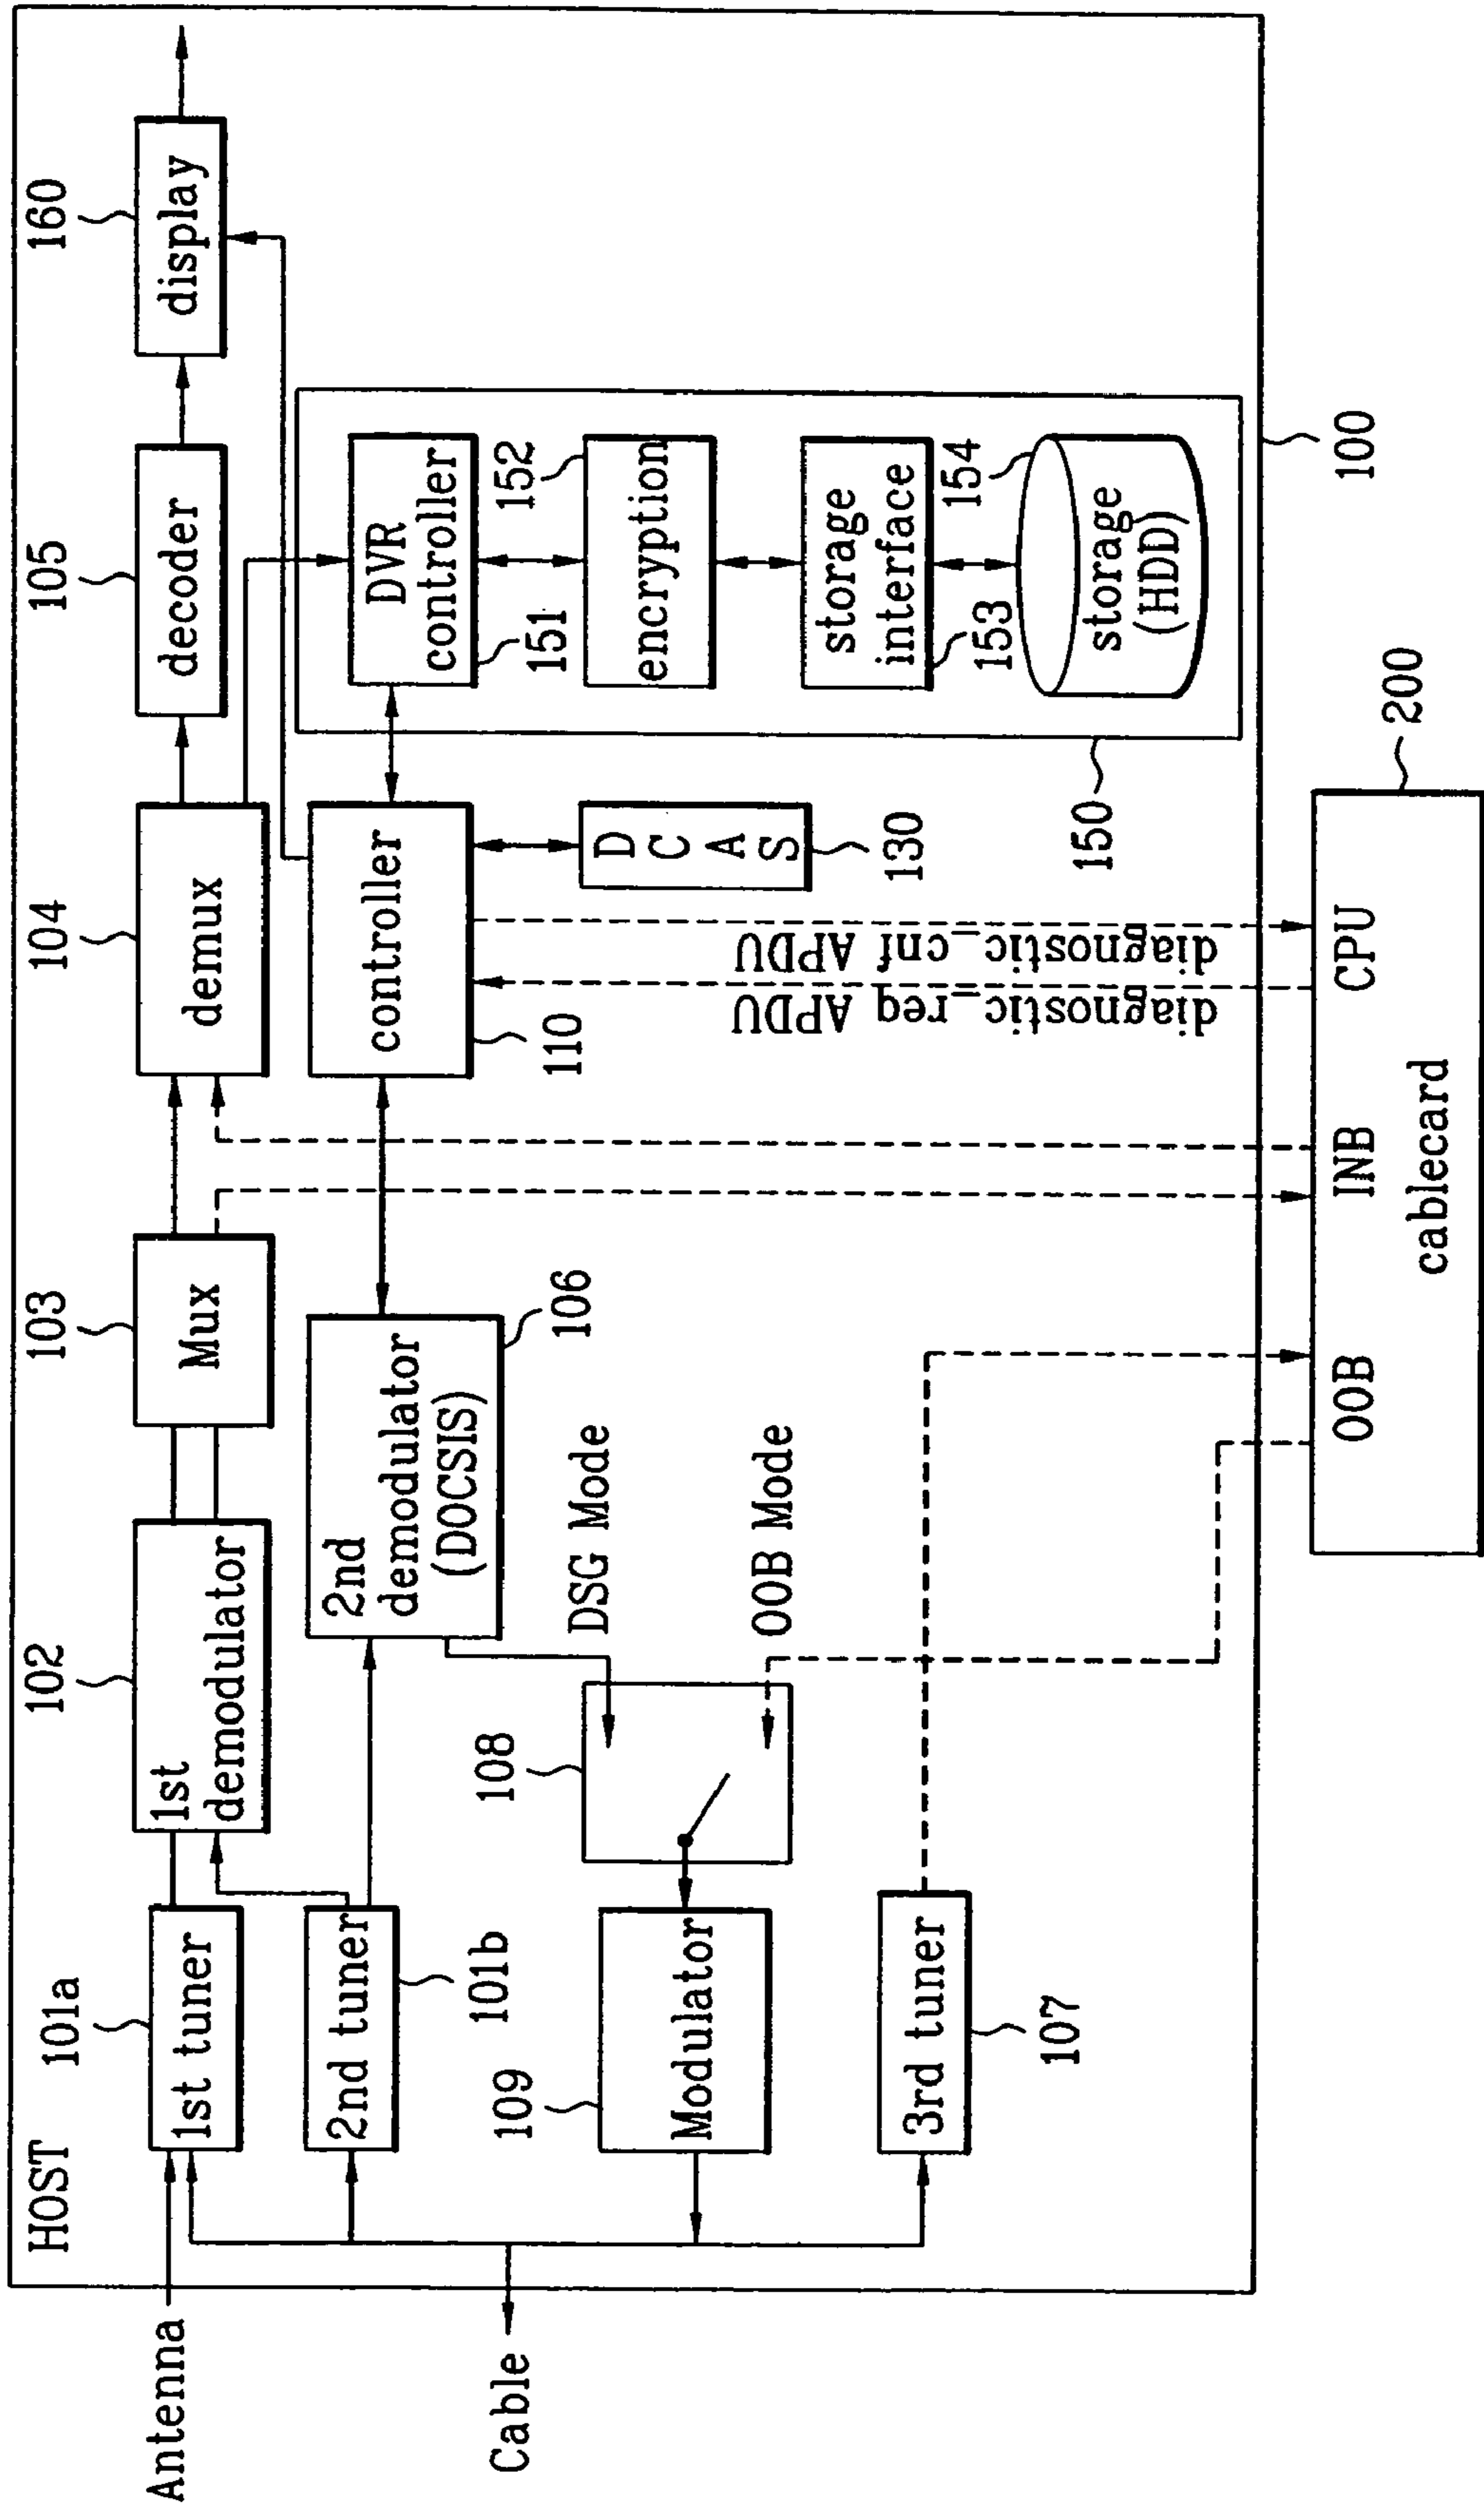 HOST
Antenna
Cable
101a
1st tuner
102
1st
demodulator
103
Mux
104
demux
105
decoder
160
display
2nd tuner
101b
2nd
demodulator
(DOCSIS)
106
controller
110
DVR
controller
151
152
encryption
storage
interface
153
154
storage
(HDD)
150
DCAS
130
DSG Mode
OOB Mode
108
109
Modulator
3rd tuner
107
diagnostic_cnf APDU
diagnostic_req APDU
100
200
OOB
INB
CPU
cablecard